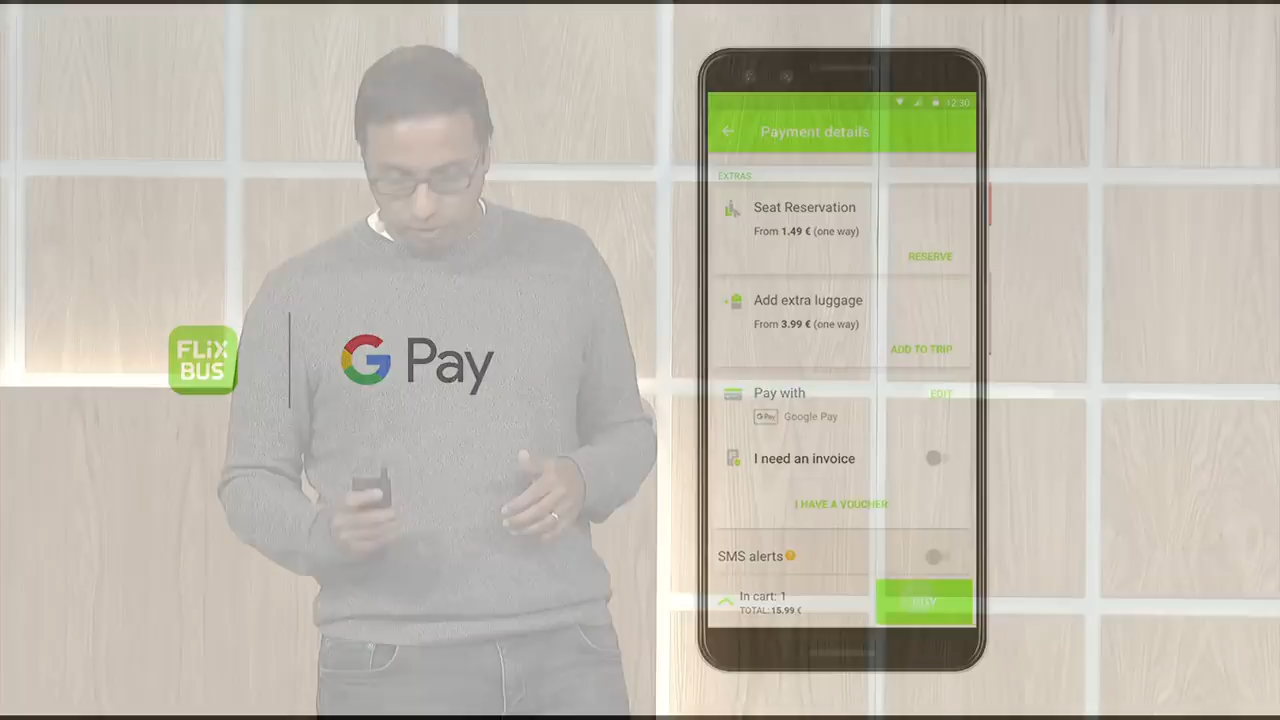 FLiX
BUS
G Pay
12:30
Payment details
EXTRAS
Seat Reservation
From 1.49 € (one way)
RESERVE
Add extra luggage
From 3.99 € (one way)
ADD TO TRIP
Pay with
EDIT
G Pay
Google Pay
I need an invoice
I HAVE A VOUCHER
SMS alerts
In cart: 1
TOTAL: 15.99 €
BUY